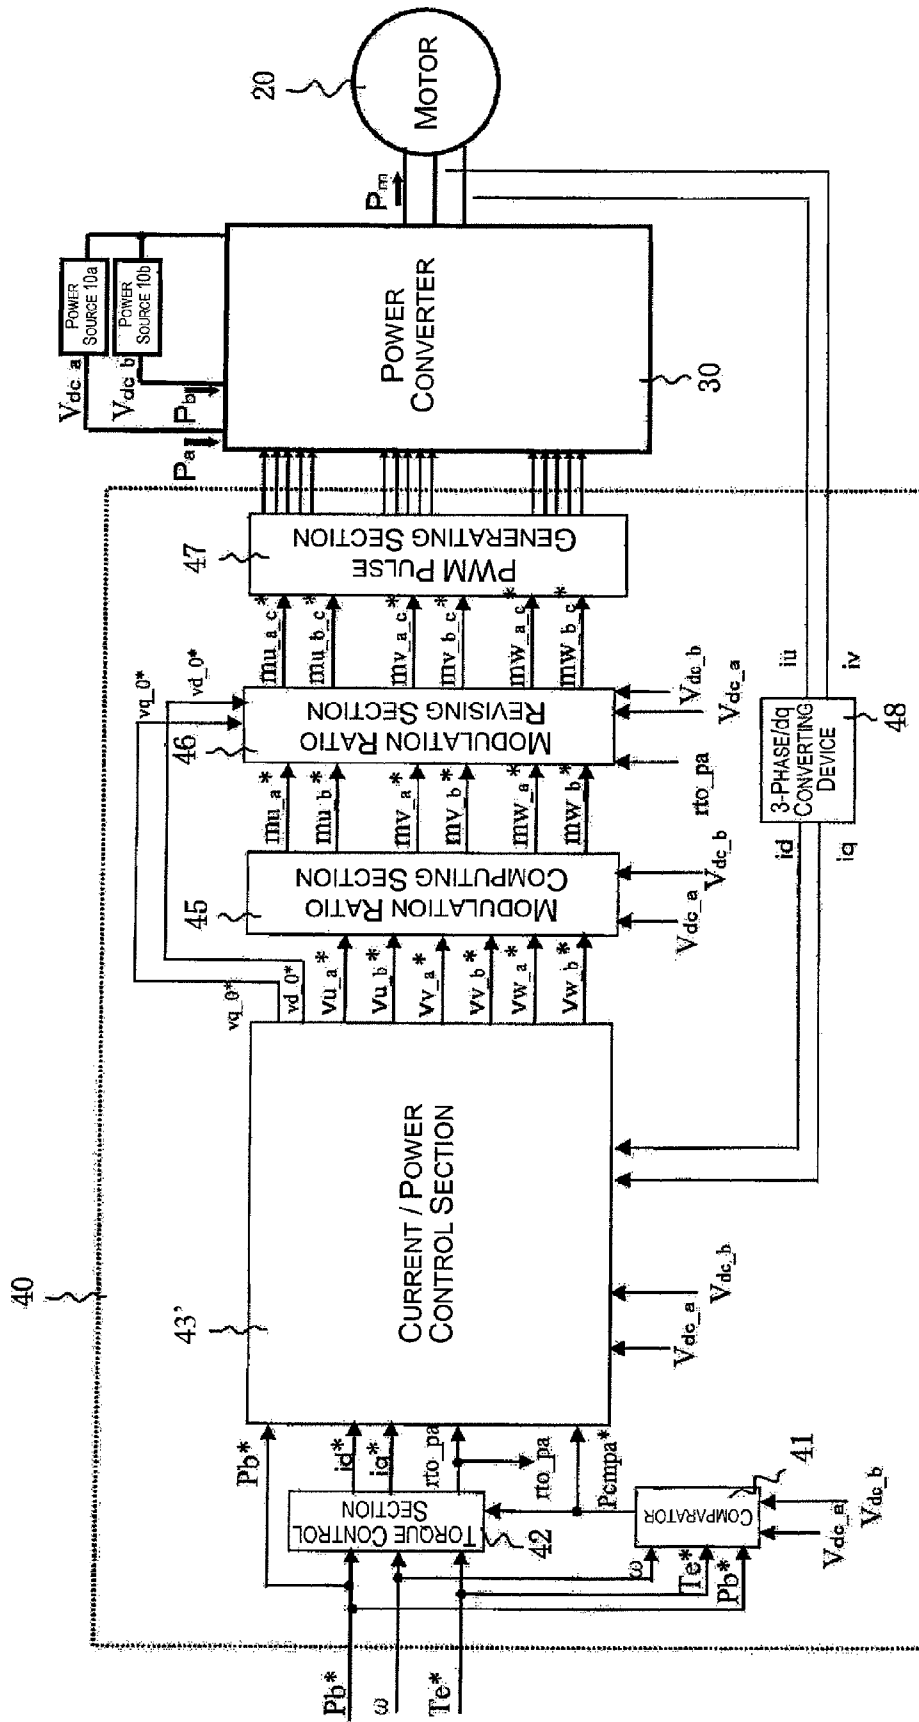 40
Pb*
ω
Te*
Pb*
id*
iq*
rto_pa
rto_pa
Pcmpa*
TORQUE CONTROL
SECTION
42
ω
Te*
Pb*
COMPARATOR
41
Vdc_a
Vdc_b
43'
CURRENT / POWER
CONTROL SECTION
Vdc_a
Vdc_b
vq_0*
vd_0*
vu_a*
vu_b*
vv_a*
vv_b*
vw_a*
vw_b*
vq_0*
vd_0*
45
MODULATION RATIO
COMPUTING SECTION
Vdc_a
Vdc_b
mu_a*
mu_b*
mv_a*
mv_b*
mw_a*
mw_b*
46
MODULATION RATIO
REVISING SECTION
rto_pa
Vdc_a
Vdc_b
mu_a_c*
mu_b_c*
mv_a_c*
mv_b_c*
mw_a_c*
mw_b_c*
47
PWM PULSE
GENERATING SECTION
id
iq
3-PHASE/dq
CONVERTING
DEVICE
48
iu
iv
Pa
Pb
Vdc_a
Vdc_b
POWER
SOURCE 10a
POWER
SOURCE 10b
POWER
CONVERTER
30
Pm
20
MOTOR